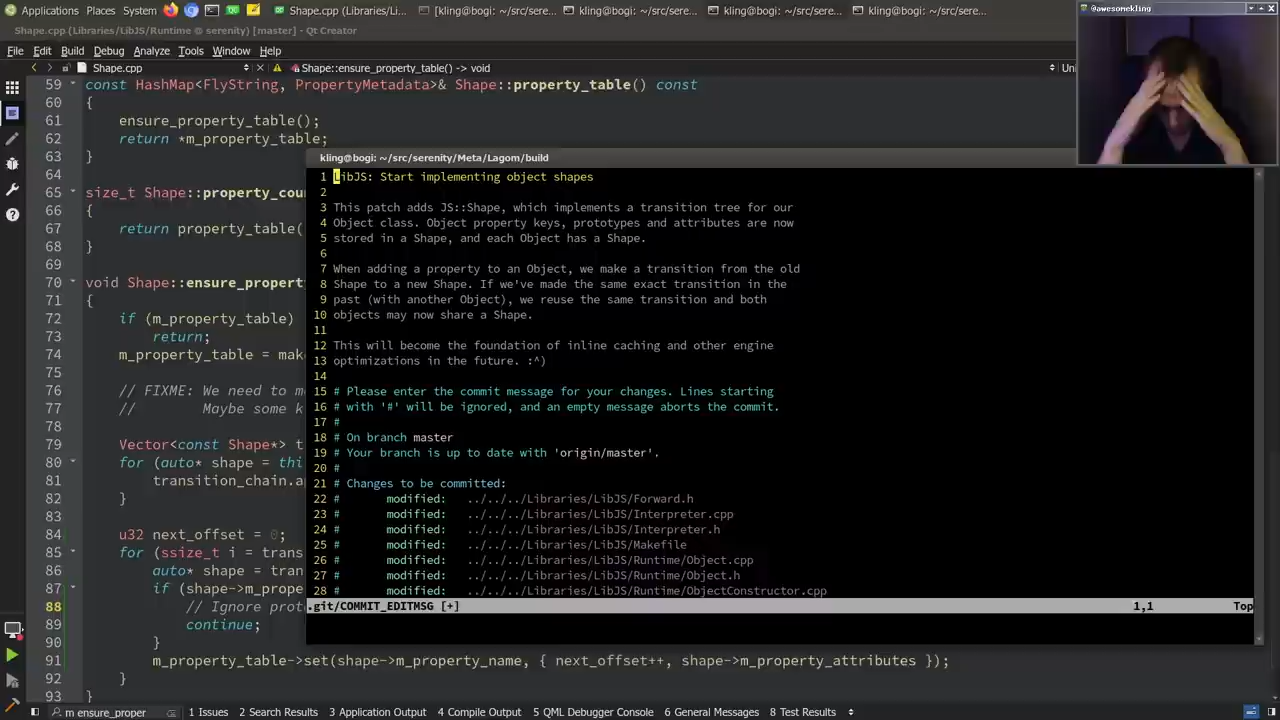 Applications Places System
Shape.cpp (Libraries/Li...
[kling@bogi: ~/src/sere...
kling@bogi: ~/src/sere...
kling@bogi: ~/src/sere...
kling@bogi: ~/src/sere...
@awesomekling
Shape.cpp (Libraries/LibJS/Runtime @ serenity) [master] - Qt Creator
File Edit Build Debug Analyze Tools Window Help
Shape.cpp
Shape::ensure_property_table() -> void
Uni
59 const HashMap<FlyString, PropertyMetadata>& Shape::property_table() const
60 {
61 ensure_property_table();
62 return *m_property_table;
63 }
64
65 size_t Shape::property_cou
66 {
67 return property_table(
68 }
69
70 void Shape::ensure_propert
71 {
72 if (m_property_table)
73 return;
74 m_property_table = mak
75
76 // FIXME: We need to m
77 // Maybe some k
78
79 Vector<const Shape*> t
80 for (auto* shape = thi
81 transition_chain.ap
82 }
83
84 u32 next_offset = 0;
85 for (ssize_t i = trans
86 auto* shape = tran
87 if (shape->m_prope
88 // Ignore prot
89 continue;
90 }
91 m_property_table->set(shape->m_property_name, { next_offset++, shape->m_property_attributes });
92 }
93 }
kling@bogi: ~/src/serenity/Meta/Lagom/build
1 LibJS: Start implementing object shapes
2
3 This patch adds JS::Shape, which implements a transition tree for our
4 Object class. Object property keys, prototypes and attributes are now
5 stored in a Shape, and each Object has a Shape.
6
7 When adding a property to an Object, we make a transition from the old
8 Shape to a new Shape. If we've made the same exact transition in the
9 past (with another Object), we reuse the same transition and both
10 objects may now share a Shape.
11
12 This will become the foundation of inline caching and other engine
13 optimizations in the future. :^)
14
15 # Please enter the commit message for your changes. Lines starting
16 # with '#' will be ignored, and an empty message aborts the commit.
17 #
18 # On branch master
19 # Your branch is up to date with 'origin/master'.
20 #
21 # Changes to be committed:
22 # modified: ../../../Libraries/LibJS/Forward.h
23 # modified: ../../../Libraries/LibJS/Interpreter.cpp
24 # modified: ../../../Libraries/LibJS/Interpreter.h
25 # modified: ../../../Libraries/LibJS/Makefile
26 # modified: ../../../Libraries/LibJS/Runtime/Object.cpp
27 # modified: ../../../Libraries/LibJS/Runtime/Object.h
28 # modified: ../../../Libraries/LibJS/Runtime/ObjectConstructor.cpp
.git/COMMIT_EDITMSG [+] 1,1 Top
m ensure_proper
1 Issues 2 Search Results 3 Application Output 4 Compile Output 5 QML Debugger Console 6 General Messages 8 Test Results